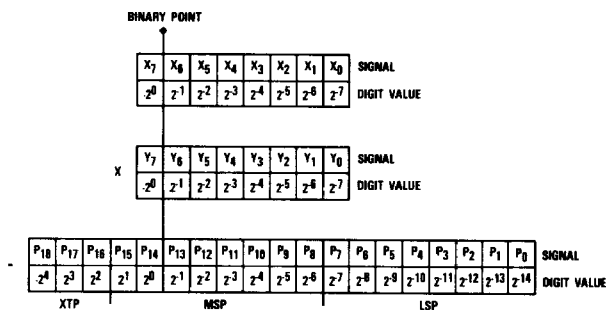 BINARY POINT
X7 X6 X5 X4 X3 X2 X1 X0 SIGNAL
-2^0 2^-1 2^-2 2^-3 2^-4 2^-5 2^-6 2^-7 DIGIT VALUE
X
Y7 Y6 Y5 Y4 Y3 Y2 Y1 Y0 SIGNAL
-2^0 2^-1 2^-2 2^-3 2^-4 2^-5 2^-6 2^-7 DIGIT VALUE
P18 P17 P16 P15 P14 P13 P12 P11 P10 P9 P8 P7 P6 P5 P4 P3 P2 P1 P0 SIGNAL
-2^4 2^3 2^2 2^1 2^0 2^-1 2^-2 2^-3 2^-4 2^-5 2^-6 2^-7 2^-8 2^-9 2^-10 2^-11 2^-12 2^-13 2^-14 DIGIT VALUE
XTP MSP LSP